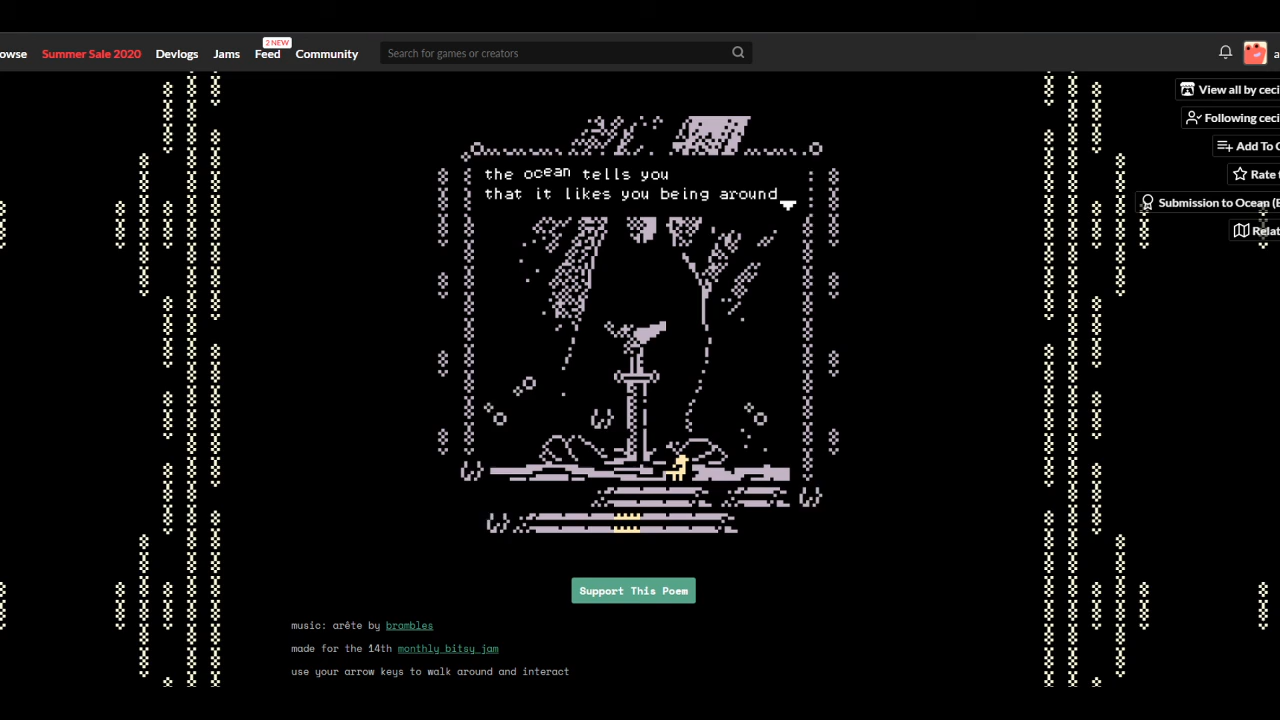 owse Summer Sale 2020 Devlogs Jams Feed 2 NEW Community Search for games or creators a
View all by ceci
Following ceci
Add To C
Rate t
Submission to Ocean (B
Relat
the ocean tells you
that it likes you being around
Support This Poem
music: arête by brambles
made for the 14th monthly bitsy jam
use your arrow keys to walk around and interact